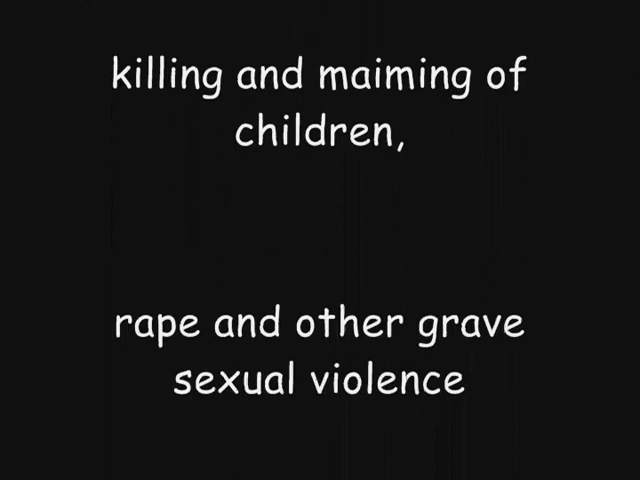 killing and maiming of
children,
rape and other grave
sexual violence